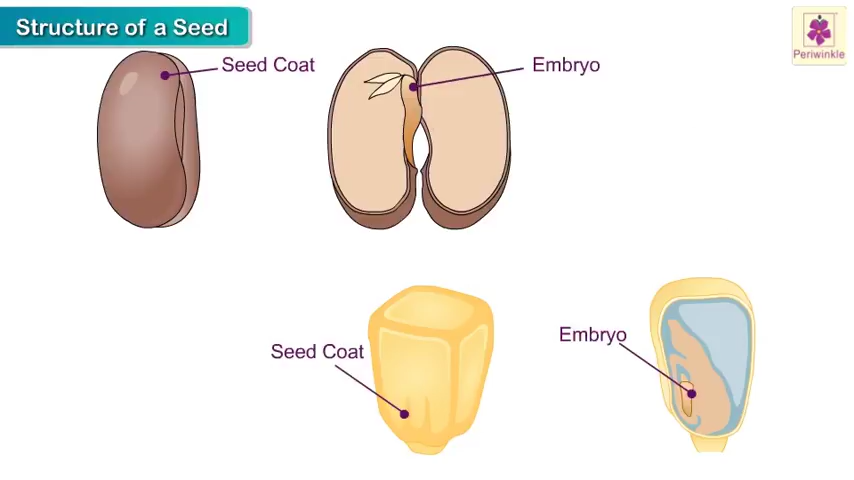 Structure of a Seed
Periwinkle
Seed Coat
Embryo
Embryo
Seed Coat